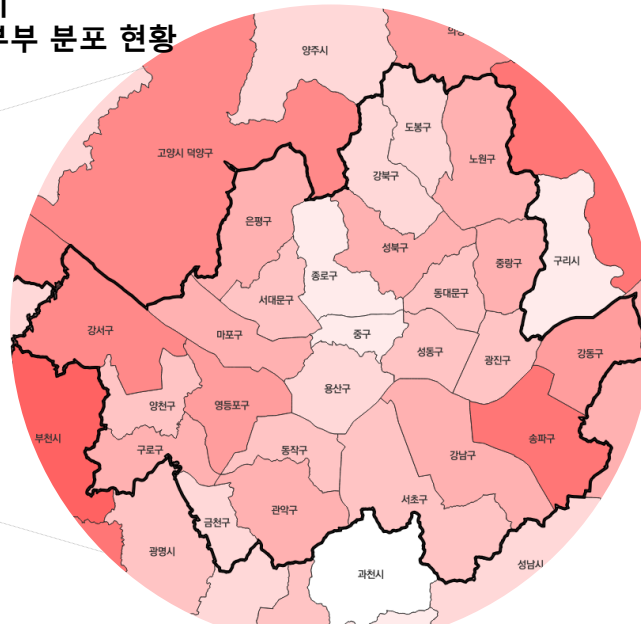 부부 분포 현황
양주시
도봉구
고양시 덕양구
노원구
강북구
은평구
성북구
종로구
중랑구
구리시
서대문구
동대문구
강서구
마포구
중구
성동구
강동구
광진구
용산구
양천구
영등포구
부천시
송파구
구로구
동작구
강남구
서초구
관악구
금천구
광명시
성남시
과천시